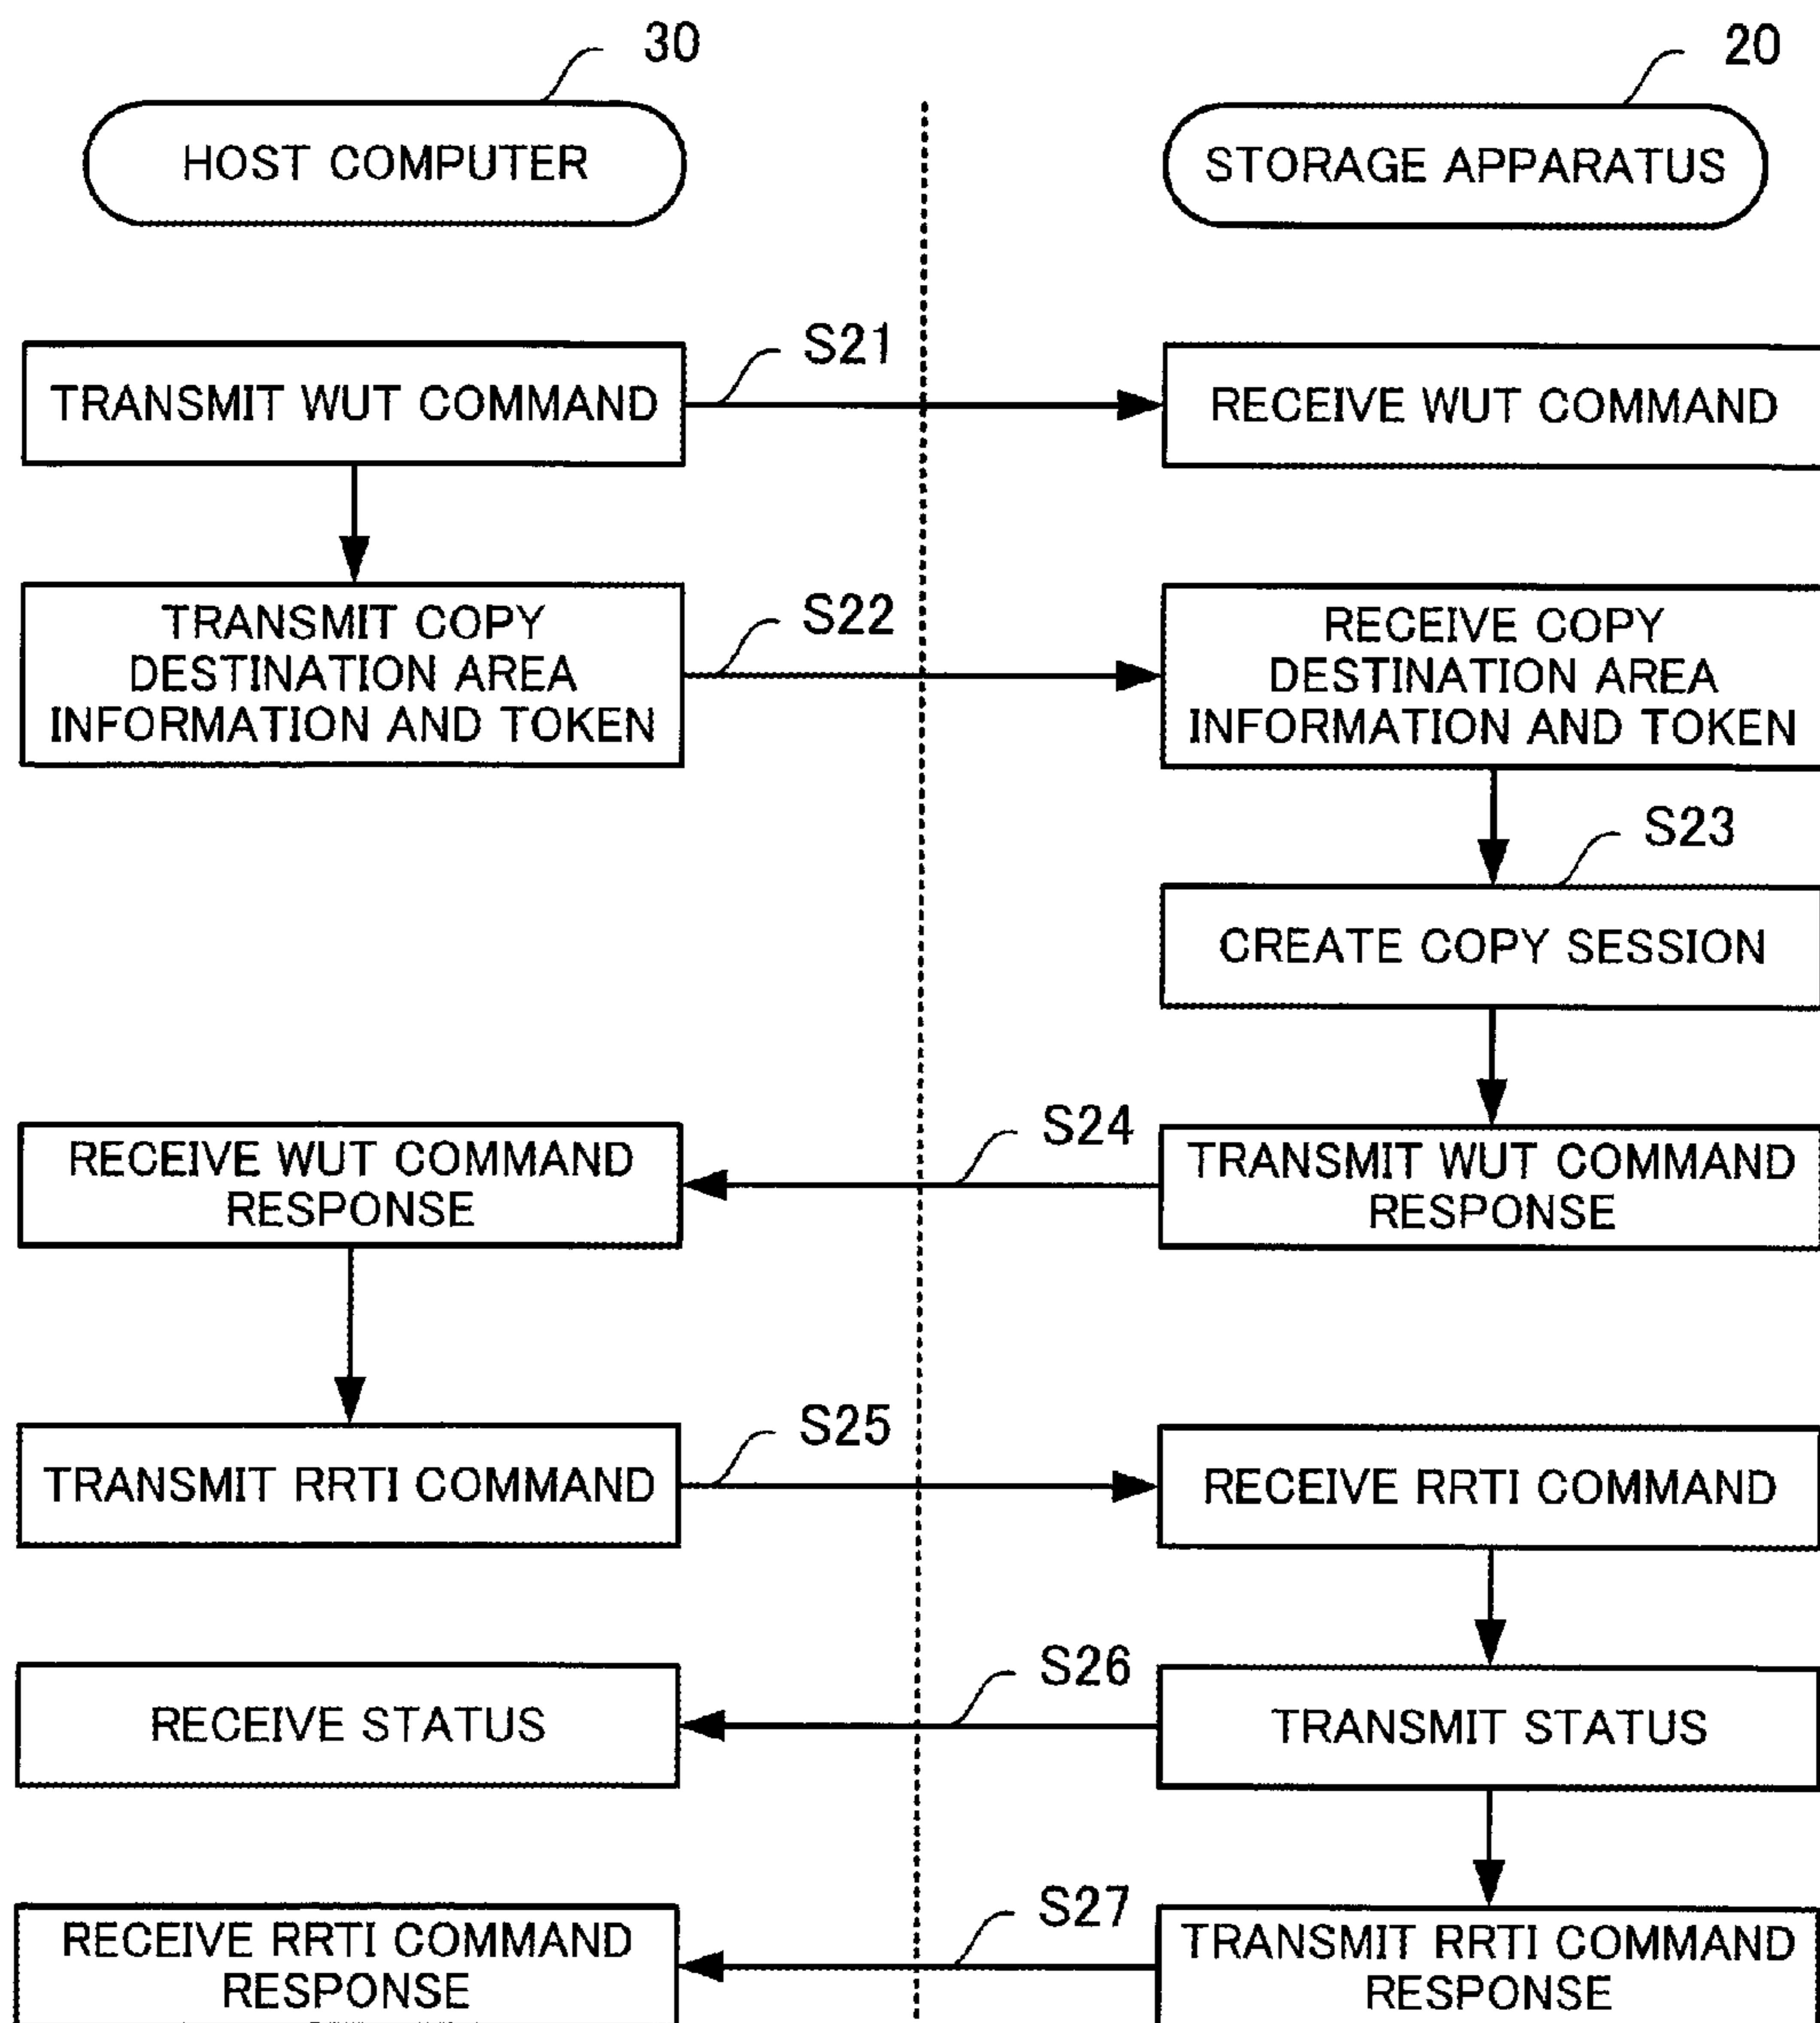 30
20
HOST COMPUTER
STORAGE APPARATUS
S21
TRANSMIT WUT COMMAND
RECEIVE WUT COMMAND
S22
TRANSMIT COPY
DESTINATION AREA
INFORMATION AND TOKEN
RECEIVE COPY
DESTINATION AREA
INFORMATION AND TOKEN
S23
CREATE COPY SESSION
S24
RECEIVE WUT COMMAND
RESPONSE
TRANSMIT WUT COMMAND
RESPONSE
S25
TRANSMIT RRTI COMMAND
RECEIVE RRTI COMMAND
S26
RECEIVE STATUS
TRANSMIT STATUS
S27
RECEIVE RRTI COMMAND
RESPONSE
TRANSMIT RRTI COMMAND
RESPONSE